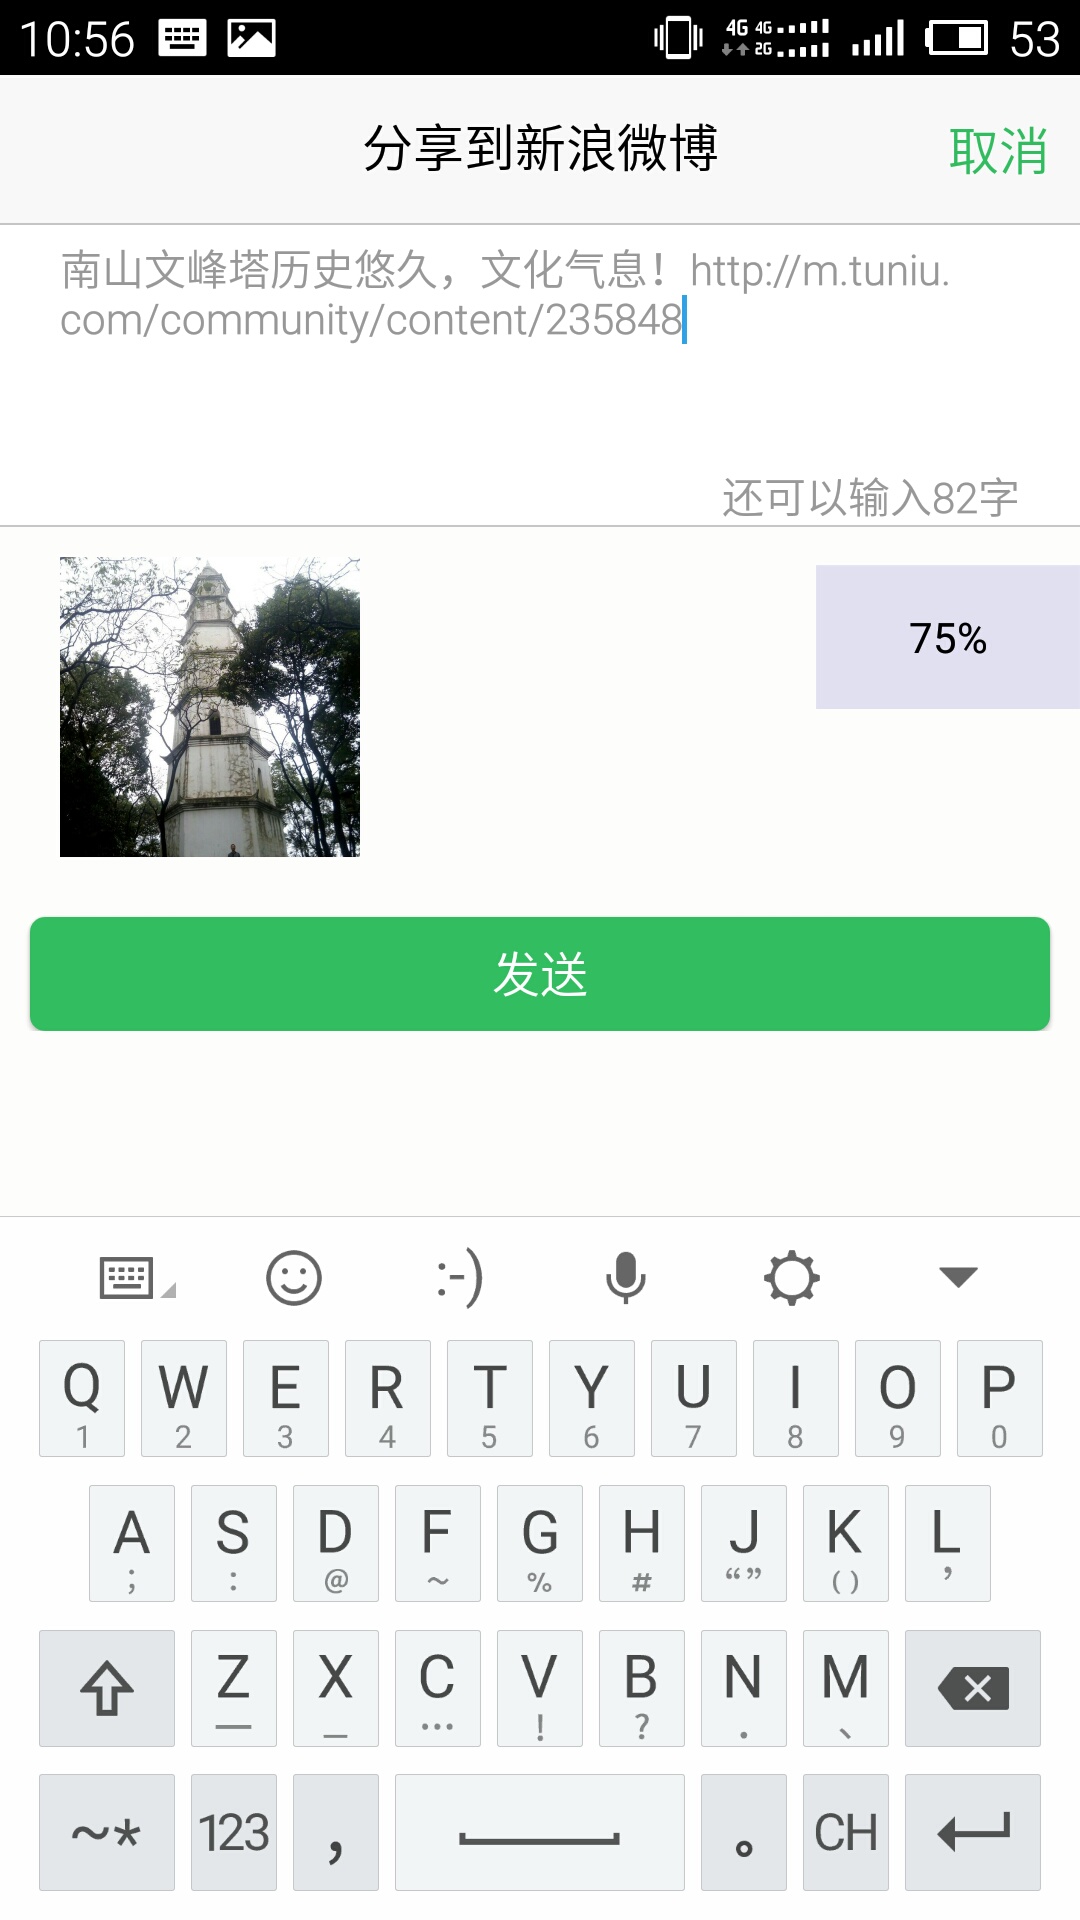 10:56 4G 4G 2G 53
分享到新浪微博 取消
南山文峰塔历史悠久，文化气息！http://m.tuniu.
com/community/content/235848
还可以输入82字
75%
发送
:-)
Q W E R T Y U I O P
1 2 3 4 5 6 7 8 9 0
A S D F G H J K L
; : @ ~ % # “” () ’
Z X C V B N M
— _ … ! ? . 、
~* 123 , 。 CH